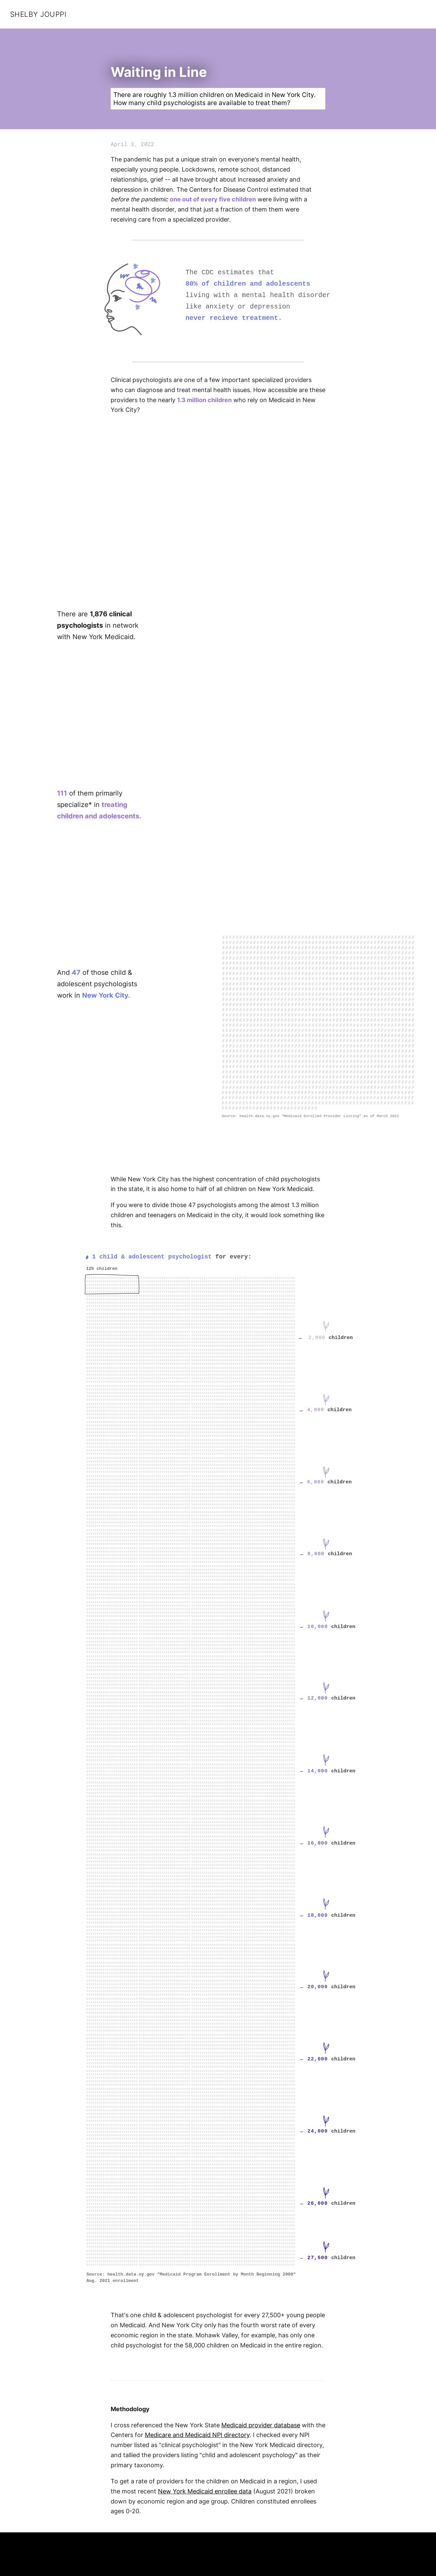 SHELBY JOUPPI
Waiting in Line
There are roughly 1.3 million children on Medicaid in New York City.
How many child psychologists are available to treat them?
April 3, 2022
The pandemic has put a unique strain on everyone's mental health,
especially young people. Lockdowns, remote school, distanced
relationships, grief -- all have brought about increased anxiety and
depression in children. The Centers for Disease Control estimated that
before the pandemic one out of every five children were living with a
mental health disorder, and that just a fraction of them them were
receiving care from a specialized provider.
The CDC estimates that
80% of children and adolescents
living with a mental health disorder
like anxiety or depression
never recieve treatment.
Clinical psychologists are one of a few important specialized providers
who can diagnose and treat mental health issues. How accessible are these
providers to the nearly 1.3 million children who rely on Medicaid in New
York City?
There are 1,876 clinical
psychologists in network
with New York Medicaid.
111 of them primarily
specialize* in treating
children and adolescents.
And 47 of those child &
adolescent psychologists
work in New York City.
Source: health.data.ny.gov "Medicaid Enrolled Provider Listing" as of March 2022
While New York City has the highest concentration of child psychologists
in the state, it is also home to half of all children on New York Medicaid.
If you were to divide those 47 psychologists among the almost 1.3 million
children and teenagers on Medicaid in the city, it would look something like
this.
1 child & adolescent psychologist for every:
125 children
← 2,000 children
← 4,000 children
← 6,000 children
← 8,000 children
← 10,000 children
← 12,000 children
← 14,000 children
← 16,000 children
← 18,000 children
← 20,000 children
← 22,000 children
← 24,000 children
← 26,000 children
← 27,500 children
Source: health.data.ny.gov "Medicaid Program Enrollment by Month Beginning 2009"
Aug. 2021 enrollment
That's one child & adolescent psychologist for every 27,500+ young people
on Medicaid. And New York City only has the fourth worst rate of every
economic region in the state. Mohawk Valley, for example, has only one
child psychologist for the 58,000 children on Medicaid in the entire region.
Methodology
I cross referenced the New York State Medicaid provider database with the
Centers for Medicare and Medicaid NPI directory. I checked every NPI
number listed as "clinical psychologist" in the New York Medicaid directory,
and tallied the providers listing "child and adolescent psychology" as their
primary taxonomy.
To get a rate of providers for the children on Medicaid in a region, I used
the most recent New York Medicaid enrollee data (August 2021) broken
down by economic region and age group. Children constituted enrollees
ages 0-20.